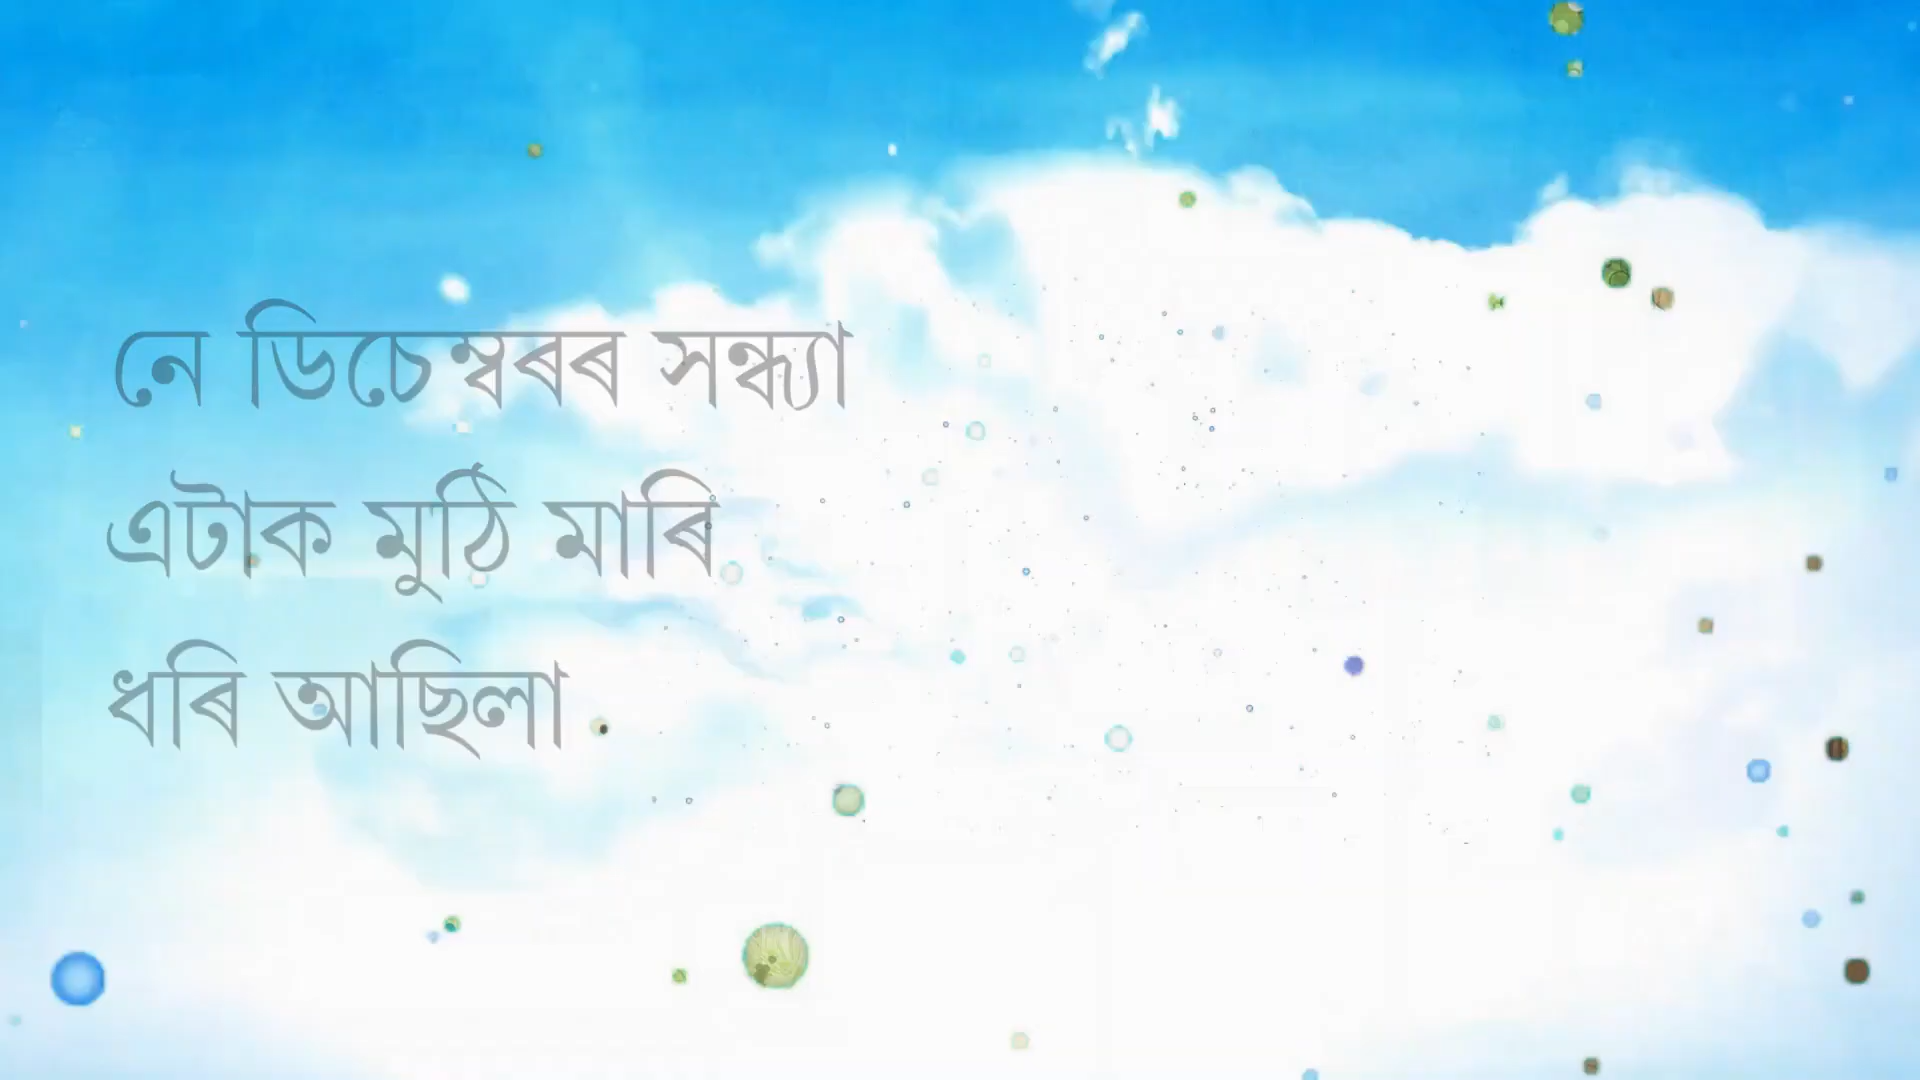 নে ডিচেম্বৰৰ সন্ধ্যা
এটাক মুঠি মাৰি
ধৰি আছিলা